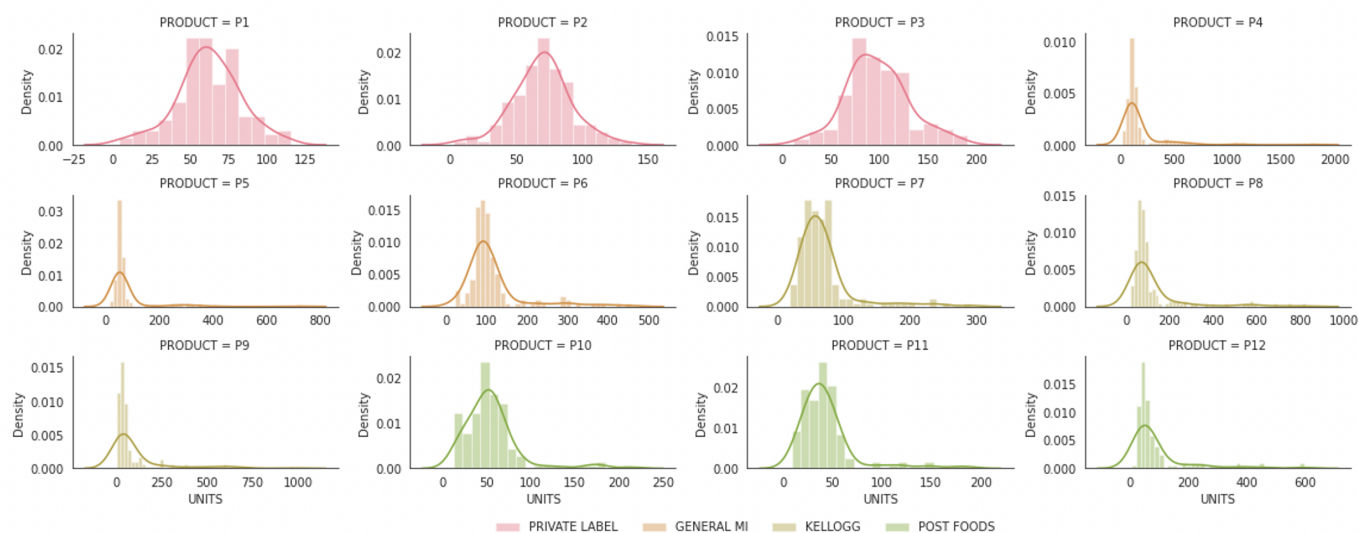 PRODUCT = P1
PRODUCT = P2
PRODUCT = P3
PRODUCT = P4
Density
0.02
0.01
0.00
−25 0 25 50 75 100 125
Density
0.02
0.01
0.00
0 50 100 150
Density
0.015
0.010
0.005
0.000
0 50 100 150 200
Density
0.010
0.005
0.000
0 500 1000 1500 2000
PRODUCT = P5
PRODUCT = P6
PRODUCT = P7
PRODUCT = P8
Density
0.03
0.02
0.01
0.00
0 200 400 600 800
Density
0.015
0.010
0.005
0.000
0 100 200 300 400 500
Density
0.015
0.010
0.005
0.000
0 100 200 300
Density
0.015
0.010
0.005
0.000
0 200 400 600 800 1000
PRODUCT = P9
PRODUCT = P10
PRODUCT = P11
PRODUCT = P12
Density
0.015
0.010
0.005
0.000
0 250 500 750 1000
UNITS
Density
0.02
0.01
0.00
0 50 100 150 200 250
UNITS
Density
0.02
0.01
0.00
0 50 100 150 200
UNITS
Density
0.015
0.010
0.005
0.000
0 200 400 600
UNITS
PRIVATE LABEL GENERAL MI KELLOGG POST FOODS